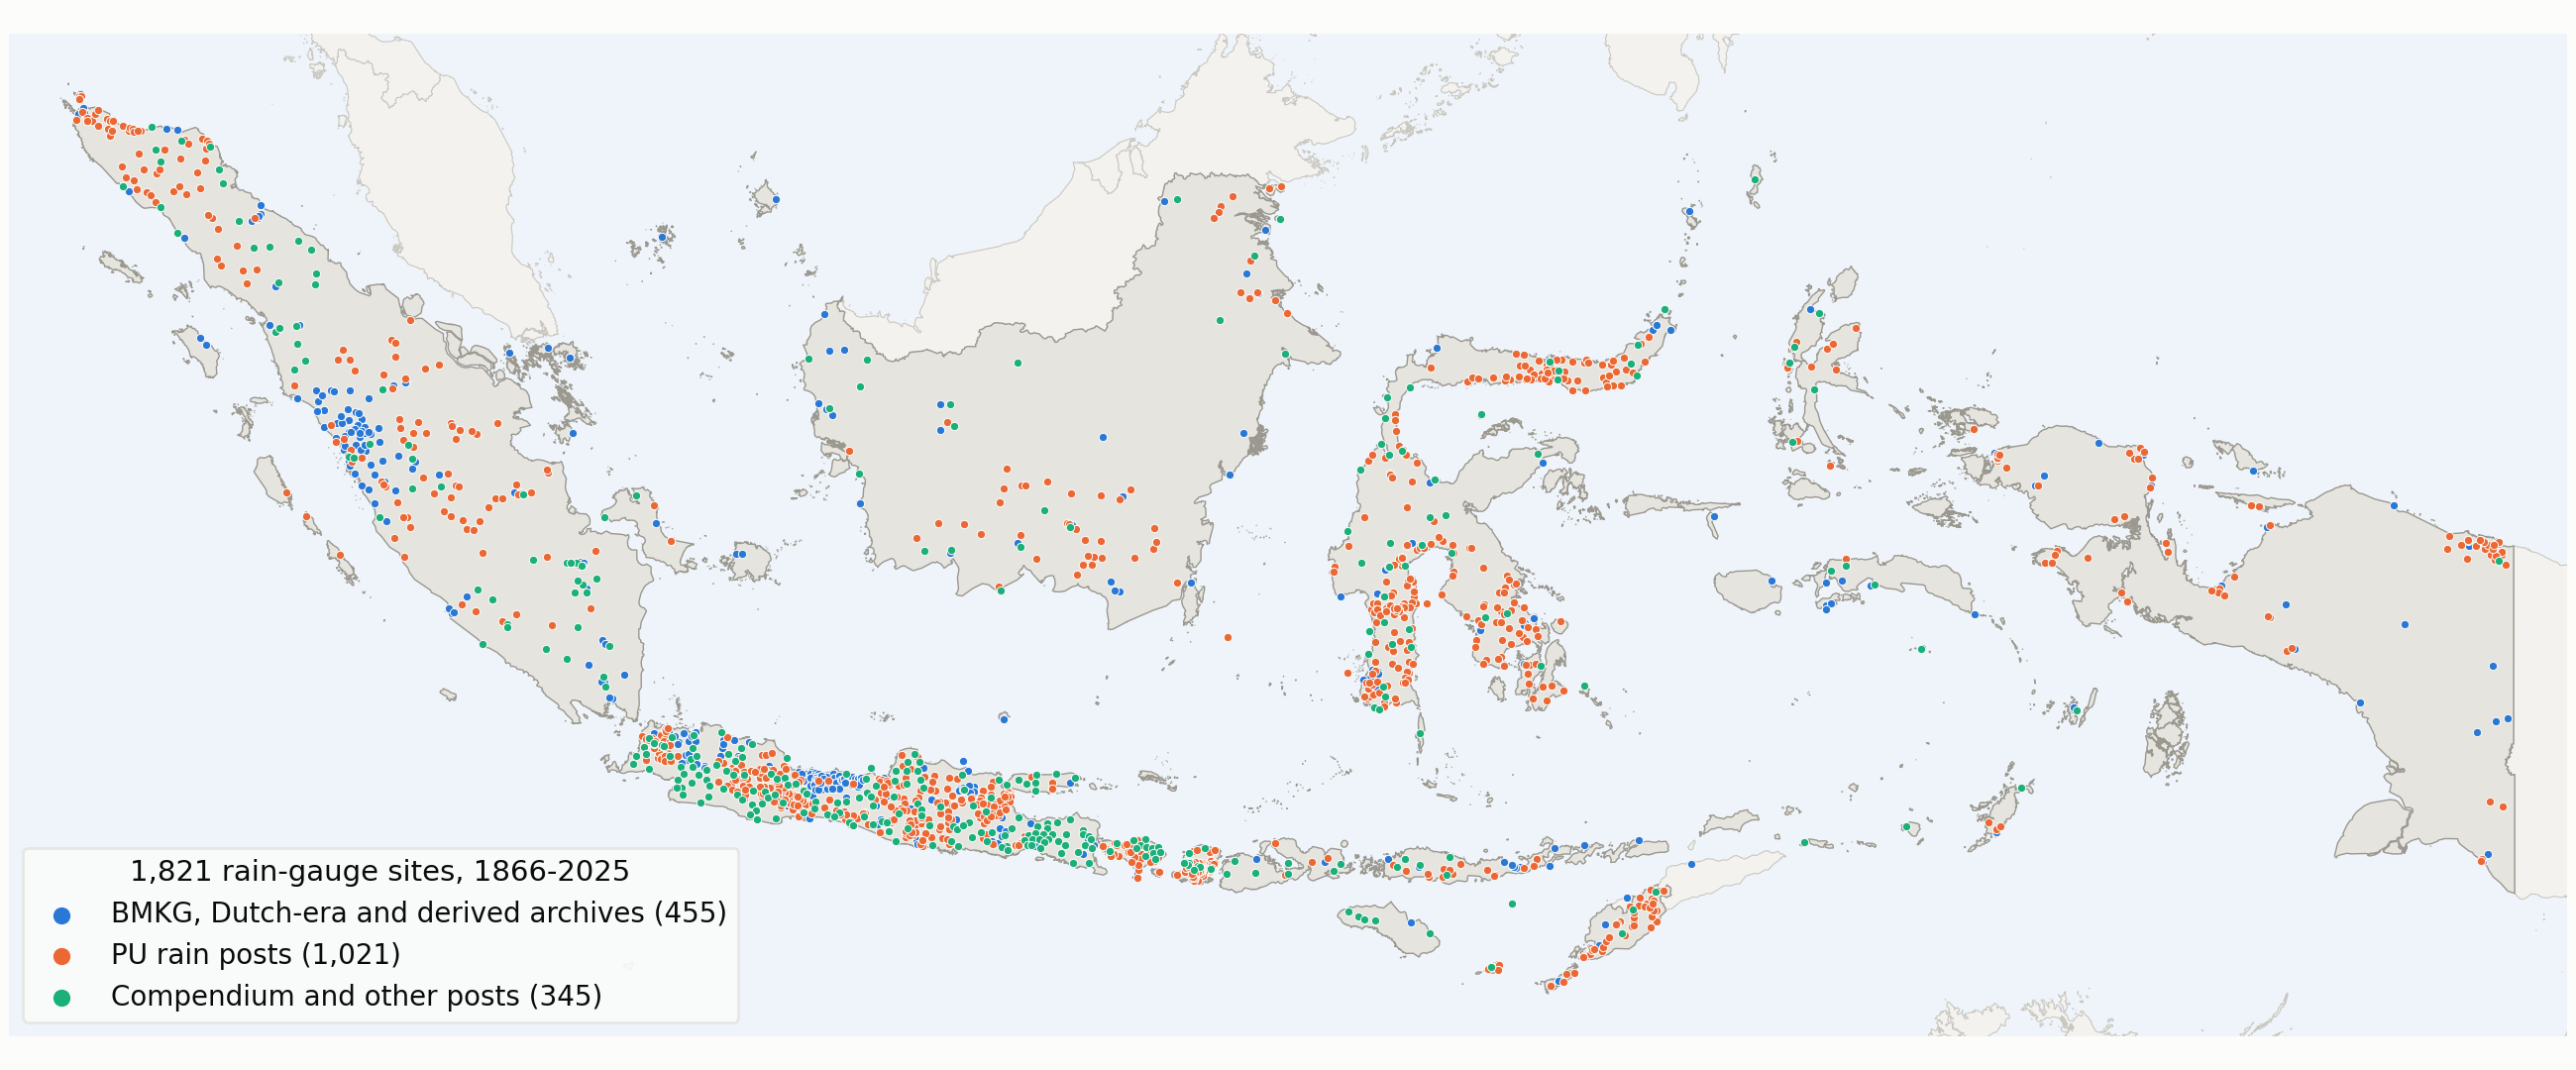 1,821 rain-gauge sites, 1866-2025
BMKG, Dutch-era and derived archives (455)
PU rain posts (1,021)
Compendium and other posts (345)